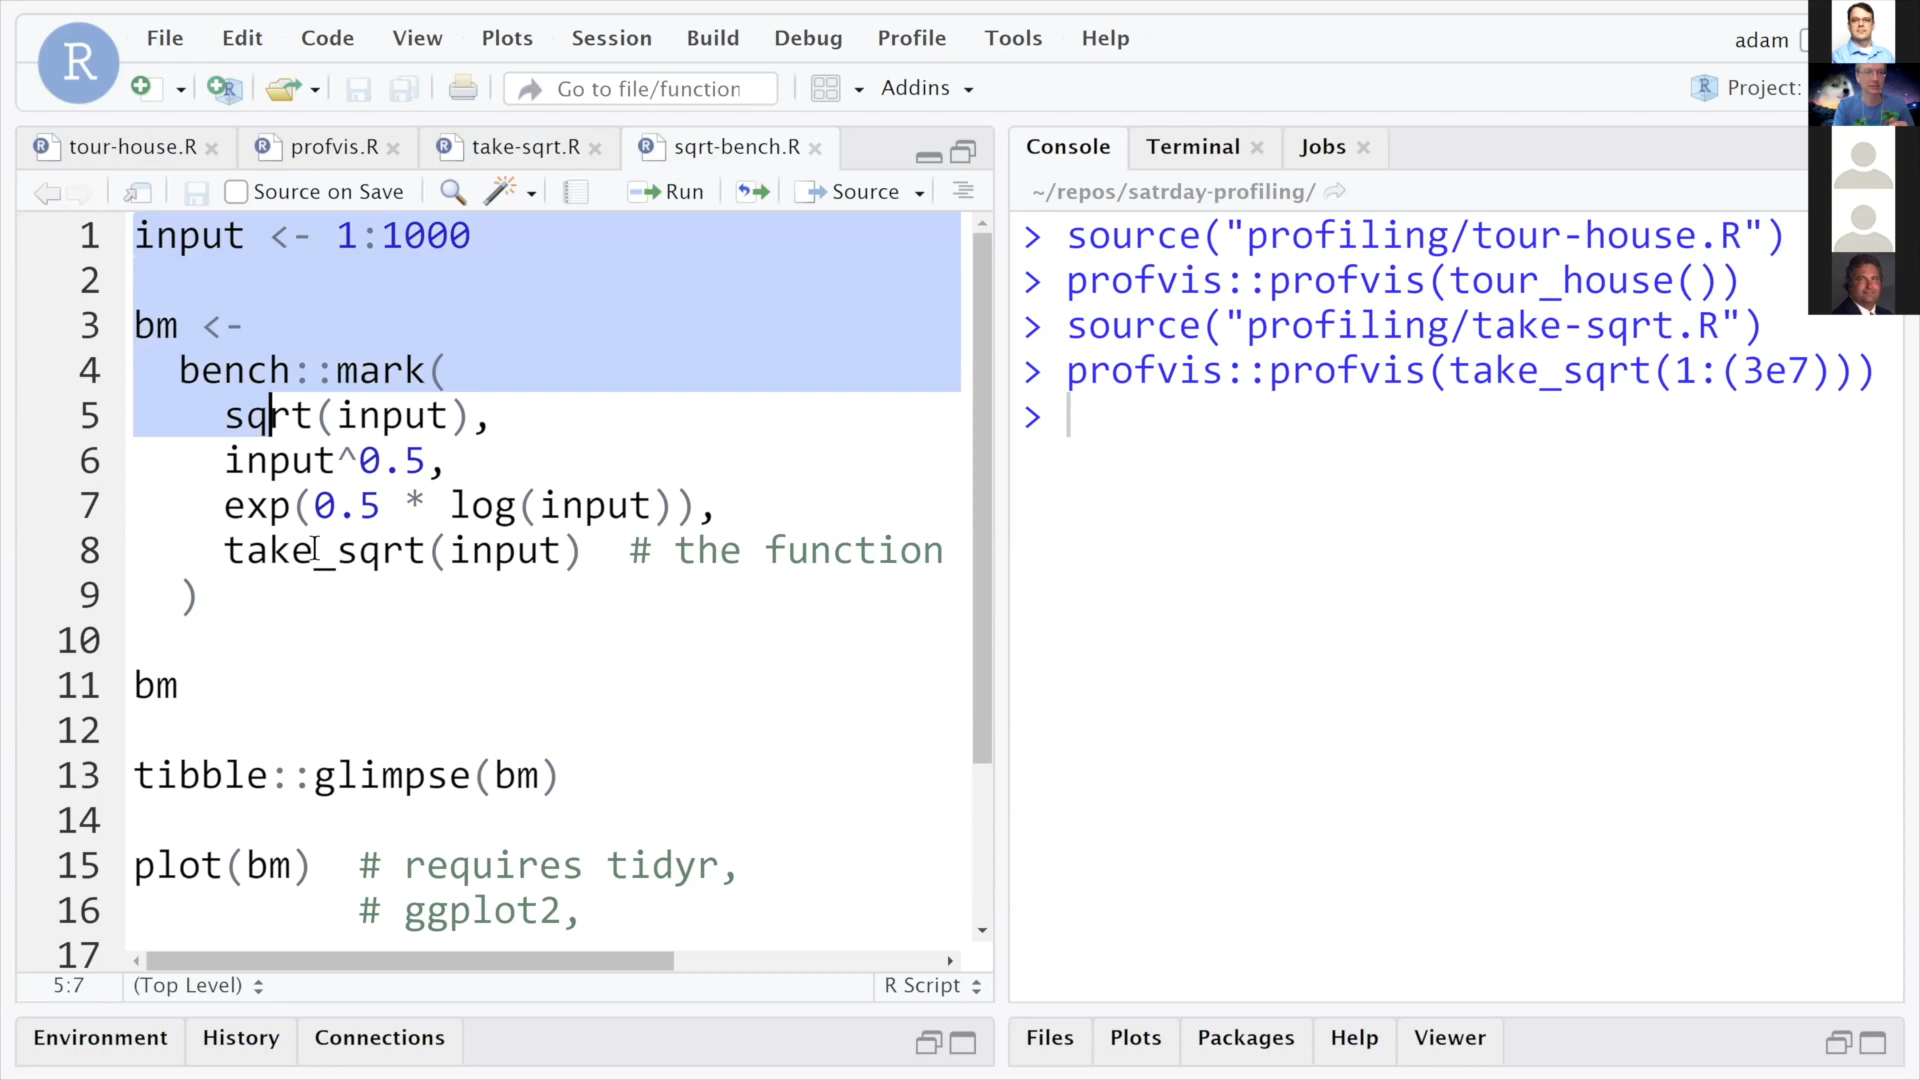 File Edit Code View Plots Session Build Debug Profile Tools Help
adam
Go to file/function
Addins
Project:
R
tour-house.R
profvis.R
take-sqrt.R
sqrt-bench.R
Source on Save
Run
Source
1 input <- 1:1000
2
3 bm <-
4 bench::mark(
5 sqrt(input),
6 input^0.5,
7 exp(0.5 * log(input)),
8 take_sqrt(input) # the function
9 )
10
11 bm
12
13 tibble::glimpse(bm)
14
15 plot(bm) # requires tidyr,
16 # ggplot2,
17
5:7 (Top Level) R Script
Environment History Connections
Console Terminal Jobs
~/repos/satrday-profiling/
> source("profiling/tour-house.R")
> profvis::profvis(tour_house())
> source("profiling/take-sqrt.R")
> profvis::profvis(take_sqrt(1:(3e7)))
>
Files Plots Packages Help Viewer